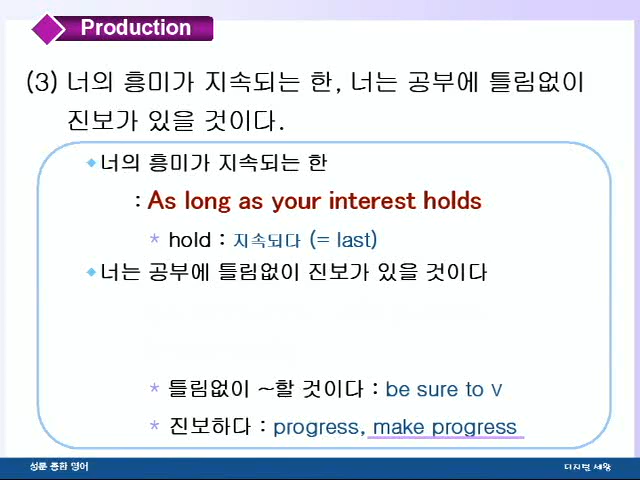 Production
(3) 너의 흥미가 지속되는 한, 너는 공부에 틀림없이
진보가 있을 것이다.
◆너의 흥미가 지속되는 한
: As long as your interest holds
* hold : 지속되다 (= last)
◆너는 공부에 틀림없이 진보가 있을 것이다
* 틀림없이 ~할 것이다 : be sure to v
* 진보하다 : progress, make progress
성문 종합 영어
디지털 세왕